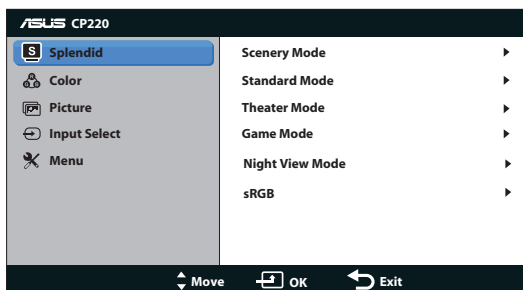 ASUS CP220
S Splendid
Color
Picture
Input Select
Menu
Scenery Mode
Standard Mode
Theater Mode
Game Mode
Night View Mode
sRGB
Move OK Exit